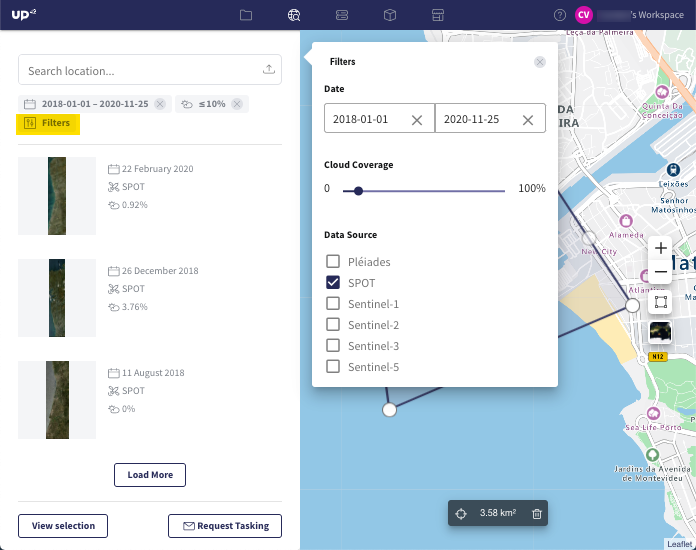 up42
CV
's Workspace
Search location...
2018-01-01 – 2020-11-25
≤10%
Filters
22 February 2020
SPOT
0.92%
26 December 2018
SPOT
3.76%
11 August 2018
SPOT
0%
Load More
View selection
Request Tasking
Filters
Date
2018-01-01
2020-11-25
Cloud Coverage
0
100%
Data Source
Pléiades
SPOT
Sentinel-1
Sentinel-2
Sentinel-3
Sentinel-5
Leça-da-Palmeira
Quinta Da
Conceição
DA
IRA
Leixões
Senhor
Matosinhos
Alameda
New City
Mat
Atlântic
+
−
N12
Sea-Life-Porto
Jardins da Avenida
de Montevideu
3.58 km²
Leaflet